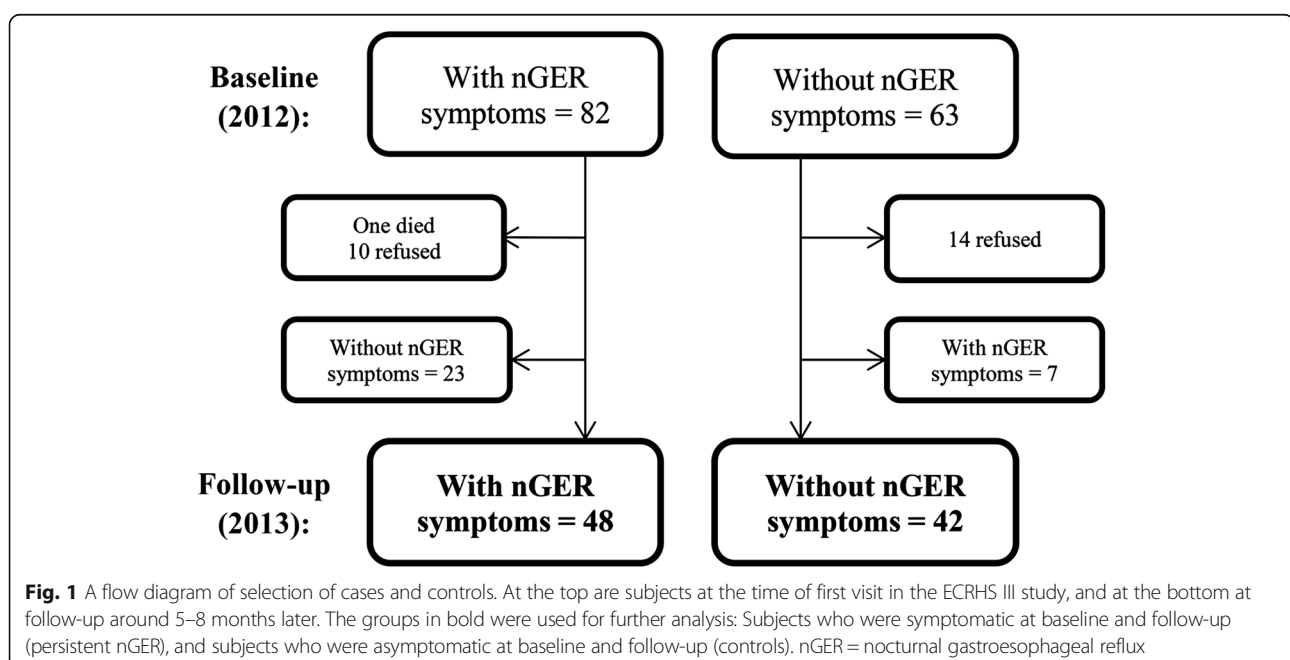 Baseline
(2012):
With nGER
symptoms = 82
Without nGER
symptoms = 63
One died
10 refused
14 refused
Without nGER
symptoms = 23
With nGER
symptoms = 7
Follow-up
(2013):
With nGER
symptoms = 48
Without nGER
symptoms = 42
Fig. 1 A flow diagram of selection of cases and controls. At the top are subjects at the time of first visit in the ECRHS III study, and at the bottom at
follow-up around 5–8 months later. The groups in bold were used for further analysis: Subjects who were symptomatic at baseline and follow-up
(persistent nGER), and subjects who were asymptomatic at baseline and follow-up (controls). nGER = nocturnal gastroesophageal reflux